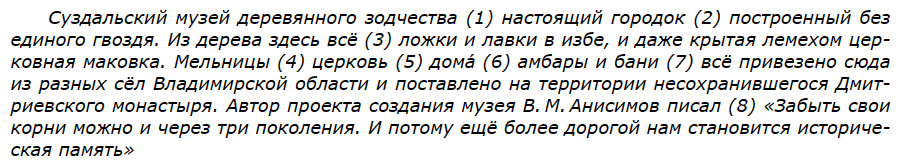 Суздальский музей деревянного зодчества (1) настоящий городок (2) построенный без
единого гвоздя. Из дерева здесь всё (3) ложки и лавки в избе, и даже крытая лемехом цер-
ковная маковка. Мельницы (4) церковь (5) дома́ (6) амбары и бани (7) всё привезено сюда
из разных сёл Владимирской области и поставлено на территории несохранившегося Дмит-
риевского монастыря. Автор проекта создания музея В. М. Анисимов писал (8) «Забыть свои
корни можно и через три поколения. И потому ещё более дорогой нам становится историче-
ская память»